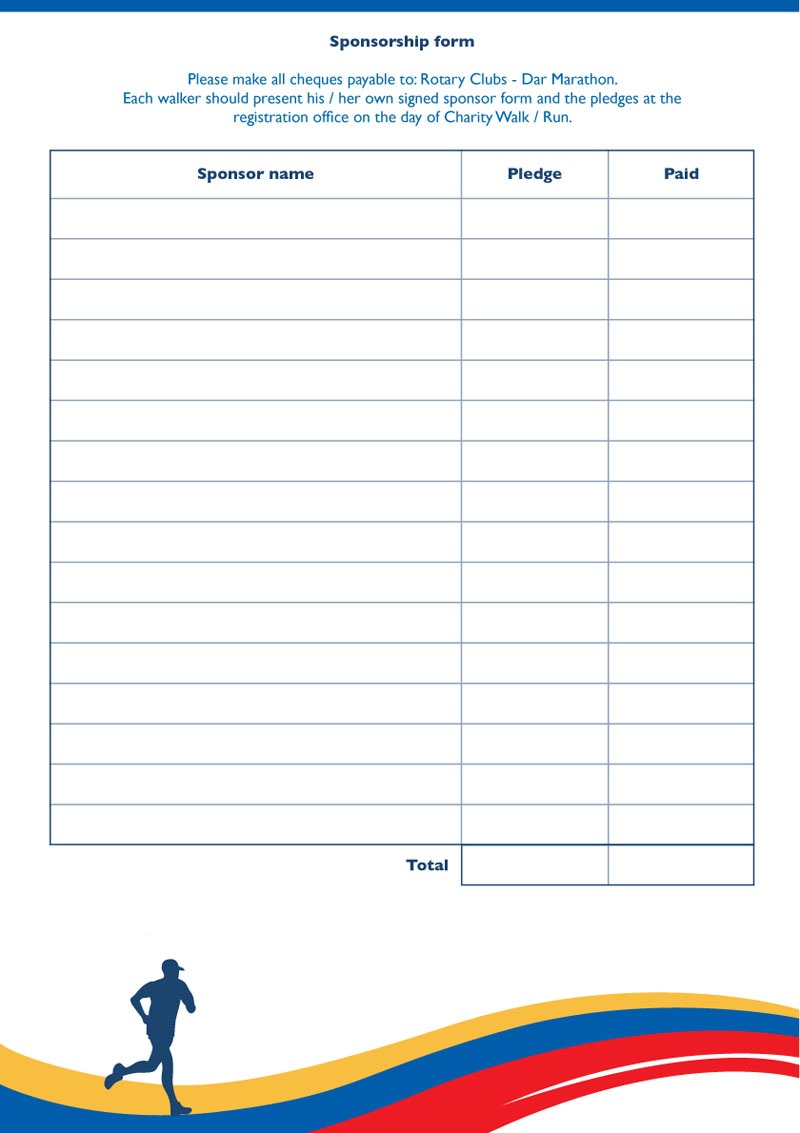 Sponsorship form
Please make all cheques payable to: Rotary Clubs - Dar Marathon.
Each walker should present his / her own signed sponsor form and the pledges at the
registration office on the day of Charity Walk / Run.
Sponsor name Pledge Paid
Total